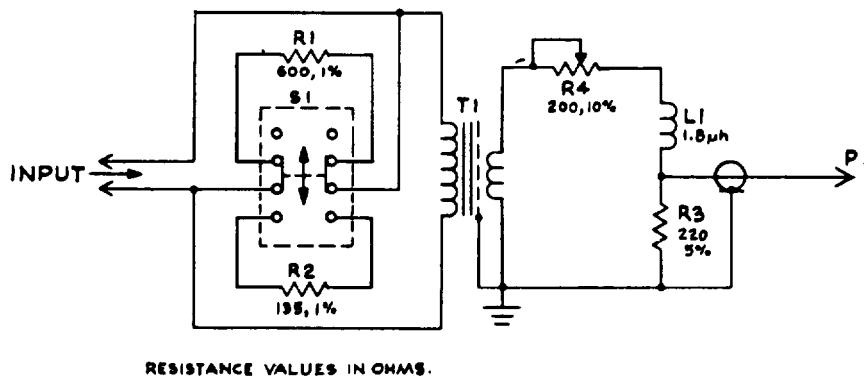 R1
600, 1%
S1
INPUT
R2
135, 1%
T1
R4
200, 10%
L1
1.8μh
P
R3
220
5%
RESISTANCE VALUES IN OHMS.